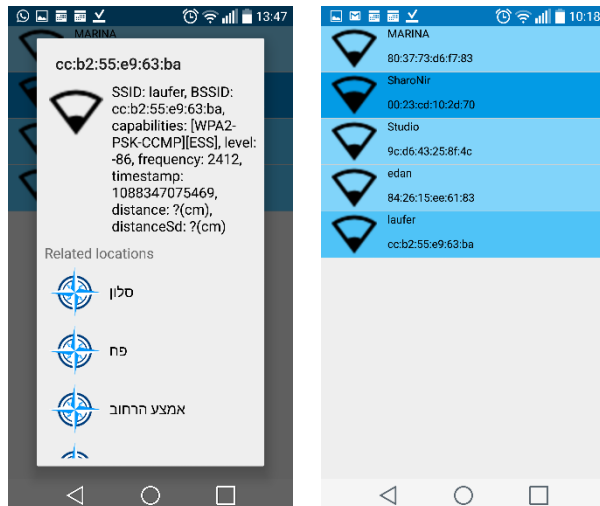 13:47
MARINA
cc:b2:55:e9:63:ba
SSID: laufer, BSSID:
cc:b2:55:e9:63:ba,
capabilities: [WPA2-
PSK-CCMP][ESS], level:
-86, frequency: 2412,
timestamp:
1088347075469,
distance: ?(cm),
distanceSd: ?(cm)
Related locations
סלון
פח
אמצע הרחוב
10:18
MARINA
80:37:73:d6:f7:83
SharoNir
00:23:cd:10:2d:70
Studio
9c:d6:43:25:8f:4c
edan
84:26:15:ee:61:83
laufer
cc:b2:55:e9:63:ba